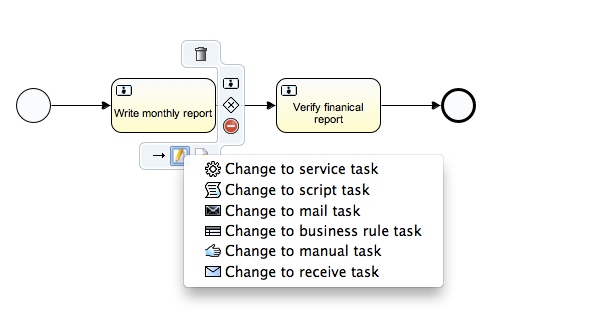 Write monthly report
Verify finanical
report
Change to service task
Change to script task
Change to mail task
Change to business rule task
Change to manual task
Change to receive task